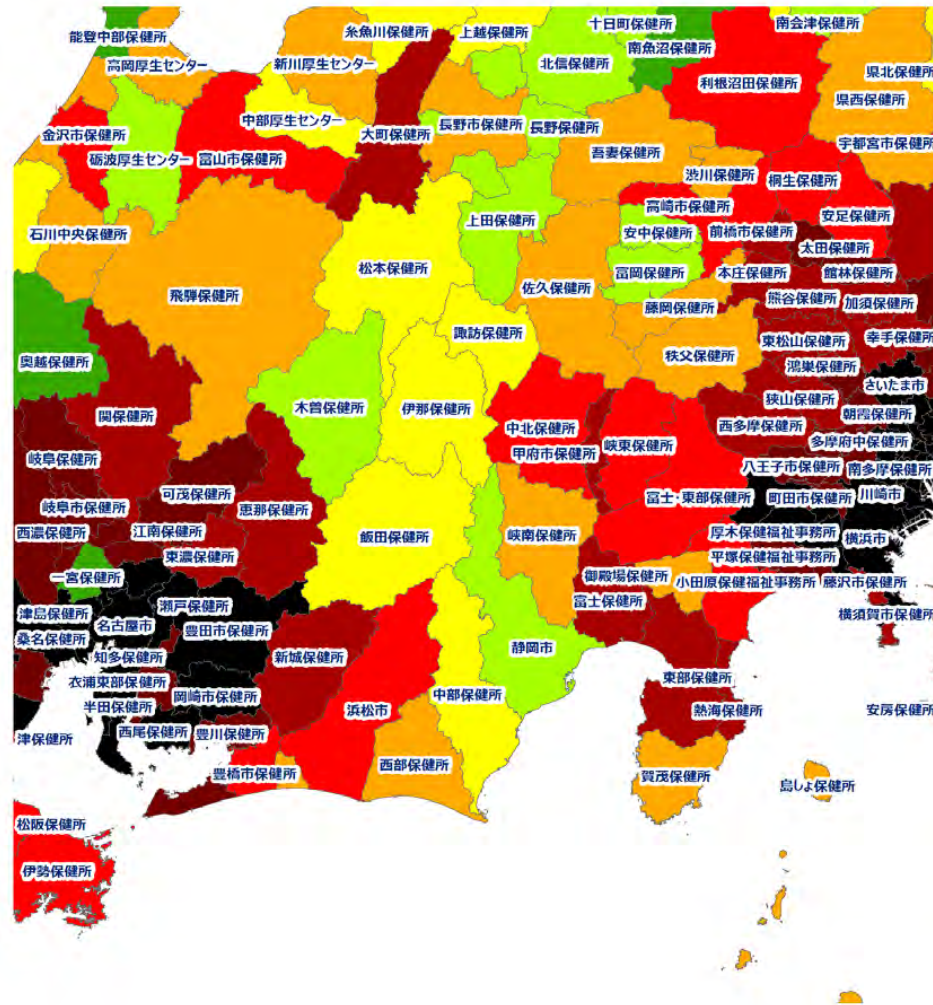 十日町保健所
南会津保健所
能登中部保健所
糸魚川保健所
上越保健所
南魚沼保健所
高岡厚生センター
新川厚生センター
北信保健所
県北保健所
利根沼田保健所
県西保健所
金沢市保健所
中部厚生センター
大町保健所
長野市保健所
長野保健所
宇都宮市保健所
砺波厚生センター
富山市保健所
吾妻保健所
渋川保健所
桐生保健所
高崎市保健所
安足保健所
石川中央保健所
上田保健所
安中保健所
前橋市保健所
太田保健所
松本保健所
富岡保健所
本庄保健所
館林保健所
飛騨保健所
佐久保健所
藤岡保健所
熊谷保健所
加須保健所
諏訪保健所
東松山保健所
幸手保健所
奥越保健所
秩父保健所
鴻巣保健所
さいたま市
関保健所
木曽保健所
伊那保健所
狭山保健所
朝霞保健所
中北保健所
西多摩保健所
多摩府中保健所
岐阜保健所
甲府市保健所
峡東保健所
八王子市保健所
南多摩保健所
可茂保健所
富士・東部保健所
町田市保健所
川崎市
岐阜市保健所
恵那保健所
西濃保健所
江南保健所
飯田保健所
峡南保健所
厚木保健福祉事務所
横浜市
東濃保健所
平塚保健福祉事務所
一宮保健所
御殿場保健所
小田原保健福祉事務所
藤沢市保健所
津島保健所
瀬戸保健所
富士保健所
横須賀市保健所
名古屋市
豊田市保健所
桑名保健所
静岡市
知多保健所
新城保健所
東部保健所
衣浦東部保健所
岡崎市保健所
中部保健所
半田保健所
浜松市
熱海保健所
安房保健所
津保健所
西尾保健所
豊川保健所
西部保健所
豊橋市保健所
賀茂保健所
島しょ保健所
松阪保健所
伊勢保健所